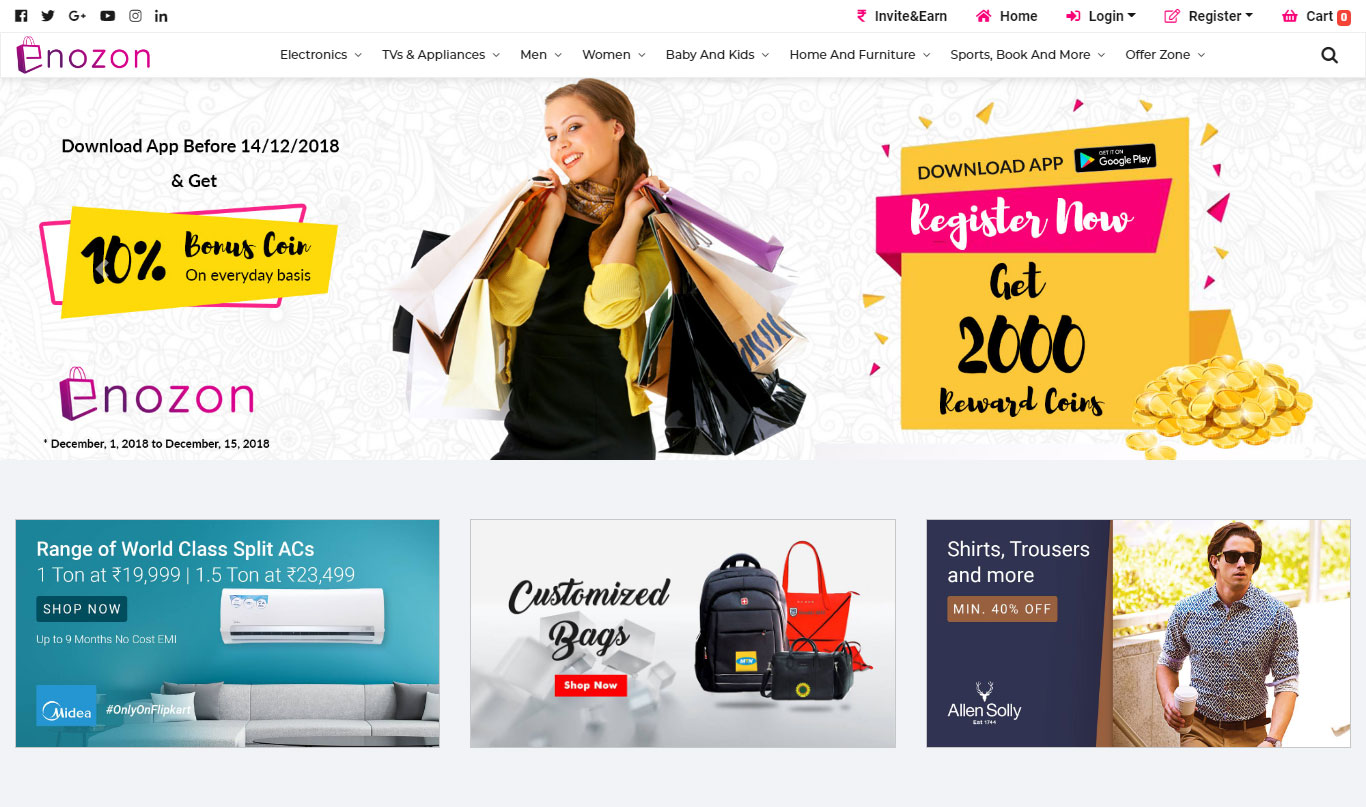 Invite&Earn
Home
Login
Register
Cart 0
enozon
Electronics
TVs & Appliances
Men
Women
Baby And Kids
Home And Furniture
Sports, Book And More
Offer Zone
Download App Before 14/12/2018
& Get
10% Bonus Coin
On everyday basis
enozon
* December, 1, 2018 to December, 15, 2018
DOWNLOAD APP GET IT ON Google Play
Register Now
Get
2000
Reward Coins
Range of World Class Split ACs
1 Ton at ₹19,999 | 1.5 Ton at ₹23,499
SHOP NOW
Up to 9 Months No Cost EMI
Midea #OnlyOnFlipkart
Customized
Bags
Shop Now
MTN
Shirts, Trousers
and more
MIN. 40% OFF
Allen Solly
Est 1744